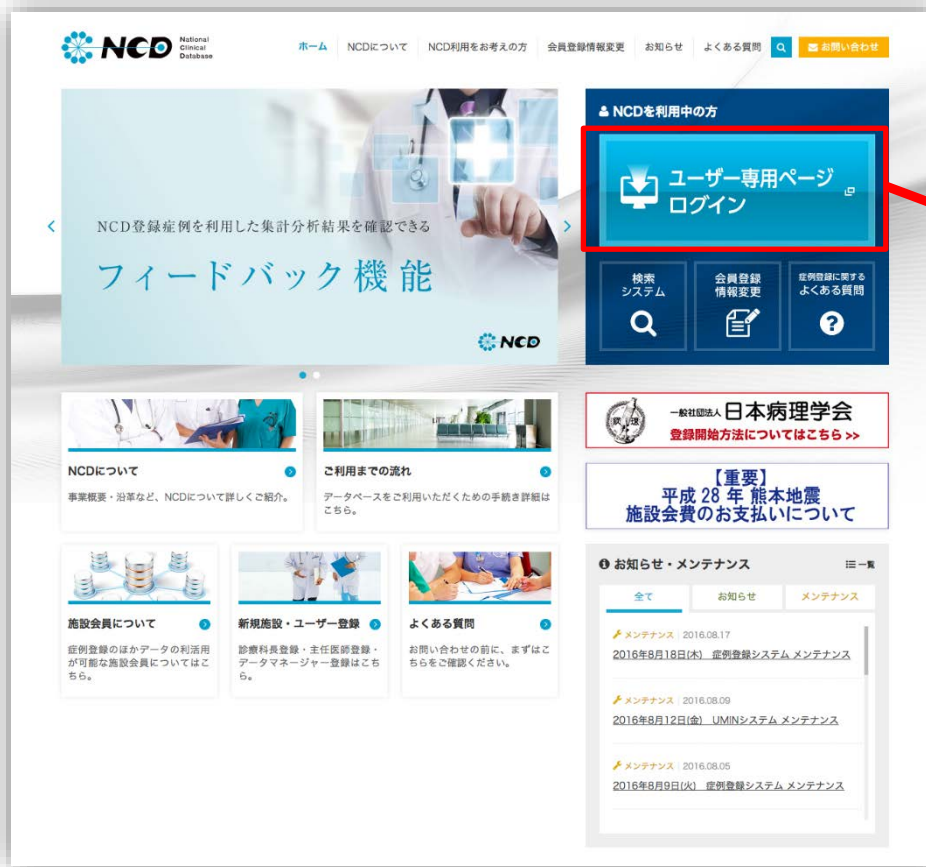 NCD National Clinical Database
ホーム NCDについて NCD利用をお考えの方 会員登録情報変更 お知らせ よくある質問 お問い合わせ
NCD登録症例を利用した集計分析結果を確認できる
フィードバック機能
NCD
NCDを利用中の方
ユーザー専用ページ
ログイン
検索
システム
会員登録
情報変更
症例登録に関する
よくある質問
NCDについて
事業概要・沿革など、NCDについて詳しくご紹介。
ご利用までの流れ
データベースをご利用いただくための手続き詳細は
こちら。
一般社団法人日本病理学会
登録開始方法についてはこちら >>
【重要】
平成 28 年 熊本地震
施設会費のお支払いについて
施設会員について
症例登録のほかデータの利活用
が可能な施設会員についてはこ
ちら。
新規施設・ユーザー登録
診療科長登録・主任医師登録・
データマネージャー登録はこち
ら。
よくある質問
お問い合わせの前に、まずはこ
ちらをご確認ください。
お知らせ・メンテナンス 一覧
全て お知らせ メンテナンス
メンテナンス 2016.08.17
2016年8月18日(木) 症例登録システム メンテナンス
メンテナンス 2016.08.09
2016年8月12日(金) UMINシステム メンテナンス
メンテナンス 2016.08.05
2016年8月9日(火) 症例登録システム メンテナンス